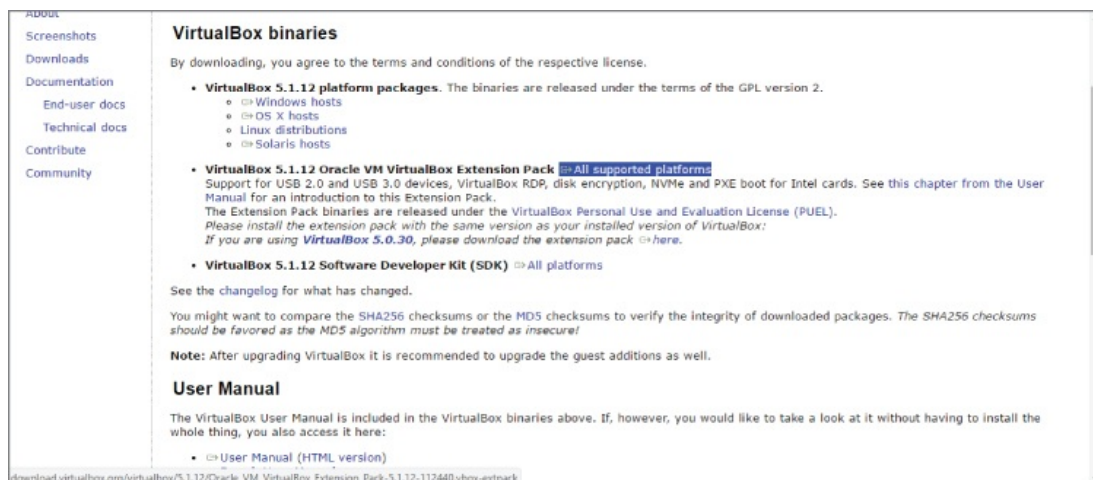 About
Screenshots
Downloads
Documentation
End-user docs
Technical docs
Contribute
Community
VirtualBox binaries
By downloading, you agree to the terms and conditions of the respective license.
• VirtualBox 5.1.12 platform packages. The binaries are released under the terms of the GPL version 2.
Windows hosts
OS X hosts
Linux distributions
Solaris hosts
• VirtualBox 5.1.12 Oracle VM VirtualBox Extension Pack All supported platforms
Support for USB 2.0 and USB 3.0 devices, VirtualBox RDP, disk encryption, NVMe and PXE boot for Intel cards. See this chapter from the User
Manual for an introduction to this Extension Pack.
The Extension Pack binaries are released under the VirtualBox Personal Use and Evaluation License (PUEL).
Please install the extension pack with the same version as your installed version of VirtualBox:
If you are using VirtualBox 5.0.30, please download the extension pack here.
• VirtualBox 5.1.12 Software Developer Kit (SDK) All platforms
See the changelog for what has changed.
You might want to compare the SHA256 checksums or the MD5 checksums to verify the integrity of downloaded packages. The SHA256 checksums
should be favored as the MD5 algorithm must be treated as insecure!
Note: After upgrading VirtualBox it is recommended to upgrade the guest additions as well.
User Manual
The VirtualBox User Manual is included in the VirtualBox binaries above. If, however, you would like to take a look at it without having to install the
whole thing, you also access it here:
• User Manual (HTML version)
download.virtualbox.org/virtualbox/5.1.12/Oracle_VM_VirtualBox_Extension_Pack-5.1.12-112440.vbox-extpack